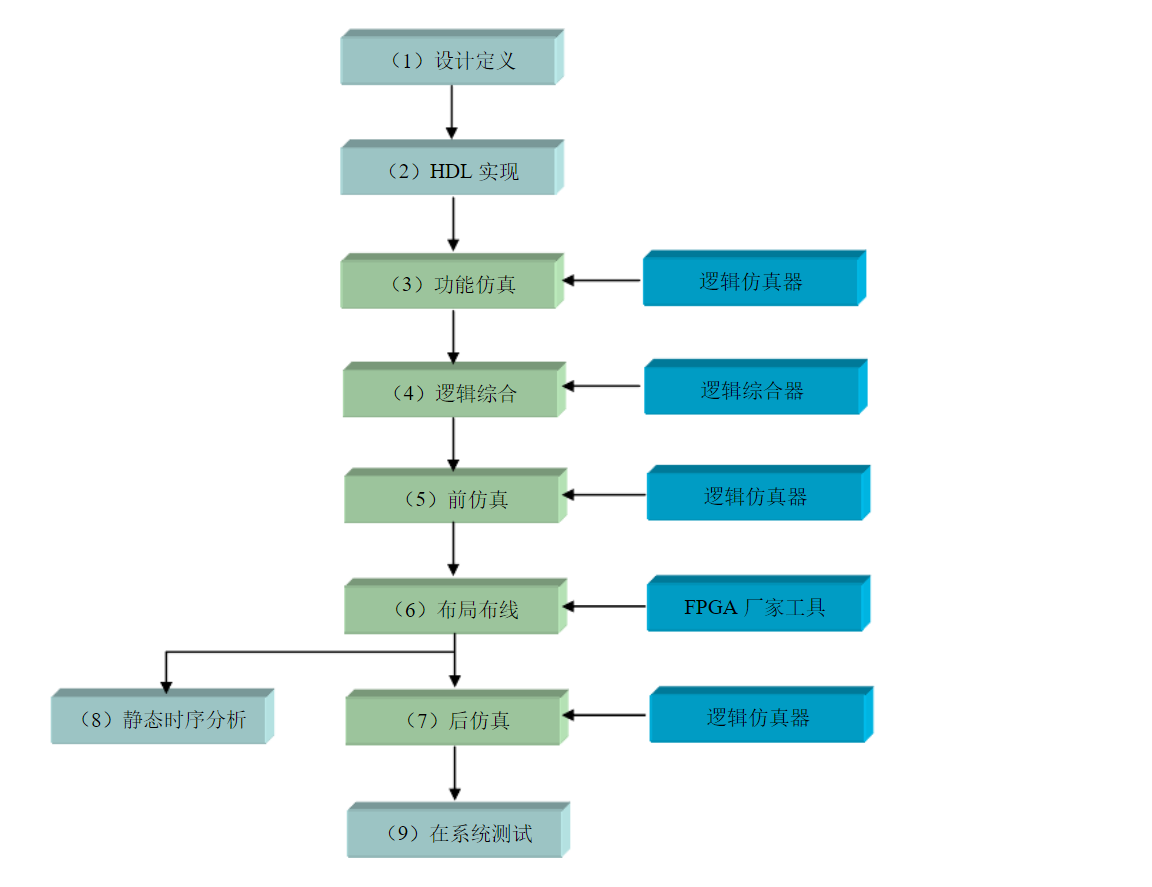 （1）设计定义
（2）HDL 实现
（3）功能仿真
逻辑仿真器
（4）逻辑综合
逻辑综合器
（5）前仿真
逻辑仿真器
（6）布局布线
FPGA 厂家工具
（8）静态时序分析
（7）后仿真
逻辑仿真器
（9）在系统测试